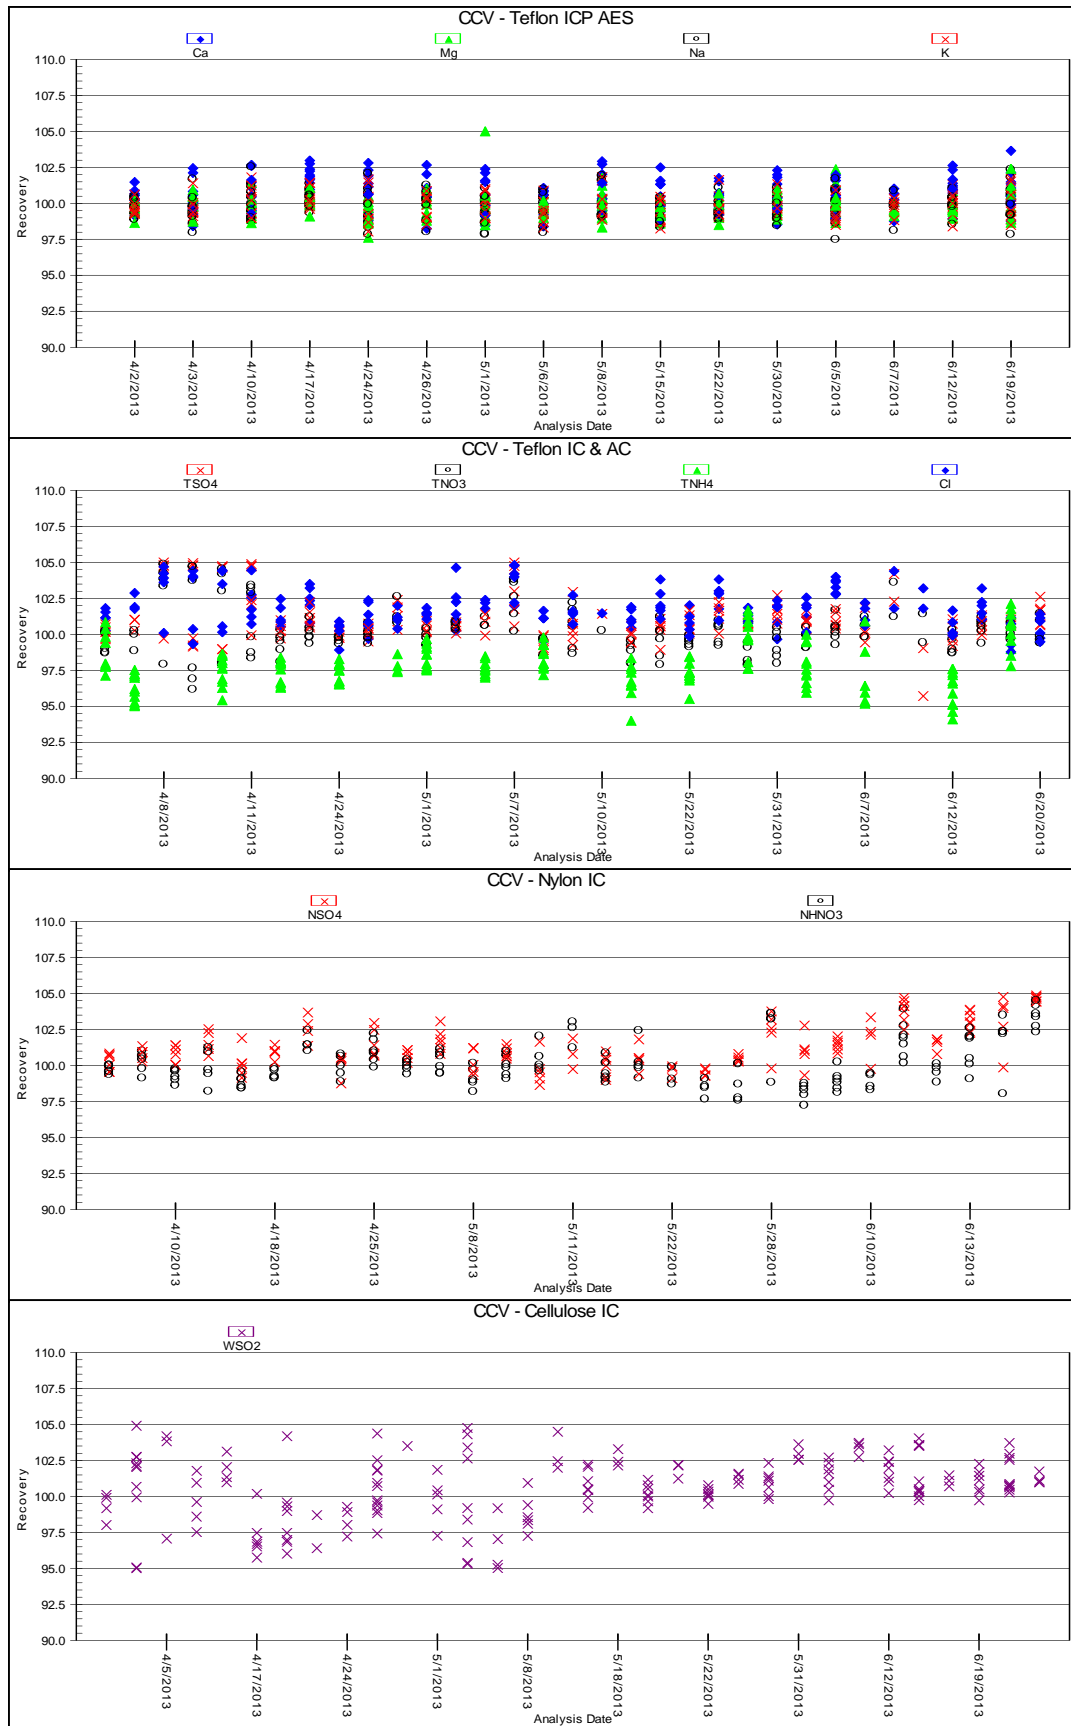 CCV - Teflon ICP AES
Ca Mg Na K
110.0
107.5
105.0
102.5
100.0
97.5
95.0
92.5
90.0
Recovery
4/2/2013 4/3/2013 4/10/2013 4/17/2013 4/24/2013 4/26/2013 5/1/2013 5/6/2013 5/8/2013 5/15/2013 5/22/2013 5/30/2013 6/5/2013 6/7/2013 6/12/2013 6/19/2013
Analysis Date
CCV - Teflon IC & AC
TSO4 TNO3 TNH4 Cl
110.0
107.5
105.0
102.5
100.0
97.5
95.0
92.5
90.0
Recovery
4/8/2013 4/11/2013 4/24/2013 5/1/2013 5/7/2013 5/10/2013 5/22/2013 5/31/2013 6/7/2013 6/12/2013 6/20/2013
Analysis Date
CCV - Nylon IC
NSO4 NHNO3
110.0
107.5
105.0
102.5
100.0
97.5
95.0
92.5
90.0
Recovery
4/10/2013 4/18/2013 4/25/2013 5/8/2013 5/11/2013 5/22/2013 5/28/2013 6/10/2013 6/13/2013
Analysis Date
CCV - Cellulose IC
WSO2
110.0
107.5
105.0
102.5
100.0
97.5
95.0
92.5
90.0
Recovery
4/5/2013 4/17/2013 4/24/2013 5/1/2013 5/8/2013 5/18/2013 5/22/2013 5/31/2013 6/12/2013 6/19/2013
Analysis Date